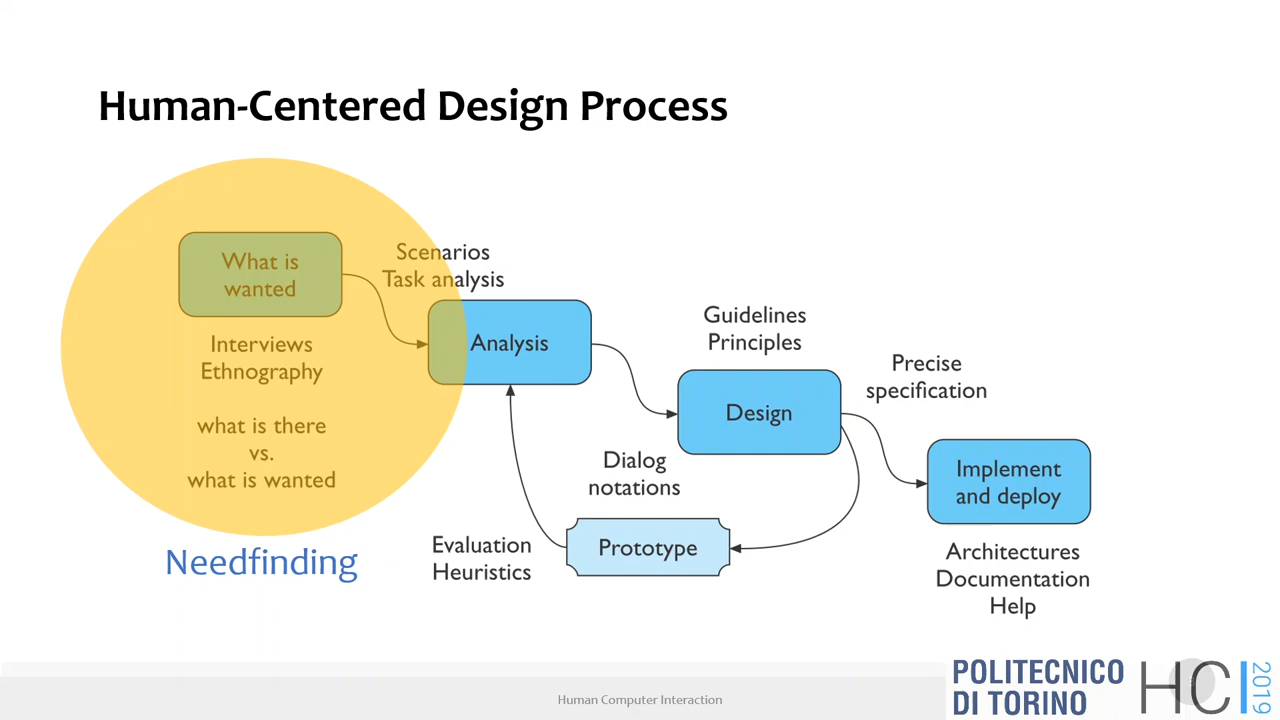 Human-Centered Design Process
What is
wanted
Interviews
Ethnography
what is there
vs.
what is wanted
Needfinding
Scenarios
Task analysis
Analysis
Guidelines
Principles
Design
Precise
specification
Implement
and deploy
Architectures
Documentation
Help
Dialog
notations
Prototype
Evaluation
Heuristics
Human Computer Interaction
POLITECNICO
DI TORINO
HCI
2019